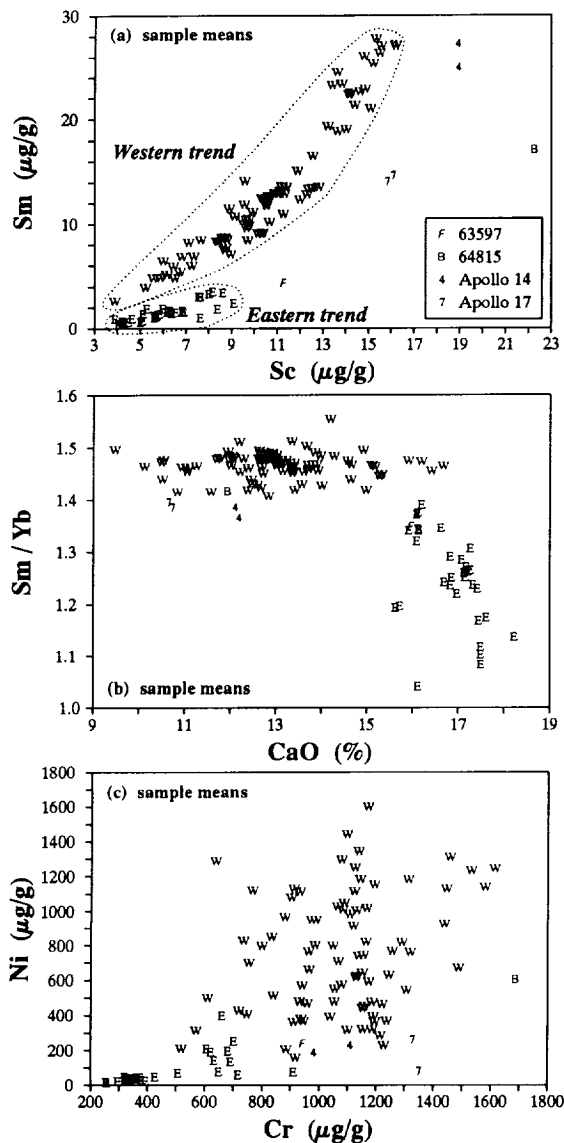 30
(a) sample means
Sm (µg/g)
20
10
0
Western trend
Eastern trend
F 63597
B 64815
4 Apollo 14
7 Apollo 17
3 5 7 9 11 13 15 17 19 21 23
Sc (µg/g)
1.6
1.5
1.4
1.3
1.2
1.1
1.0
Sm / Yb
(b) sample means
9 11 13 15 17 19
CaO (%)
1800
1600
1400
1200
1000
800
600
400
200
0
(c) sample means
Ni (µg/g)
200 400 600 800 1000 1200 1400 1600 1800
Cr (µg/g)